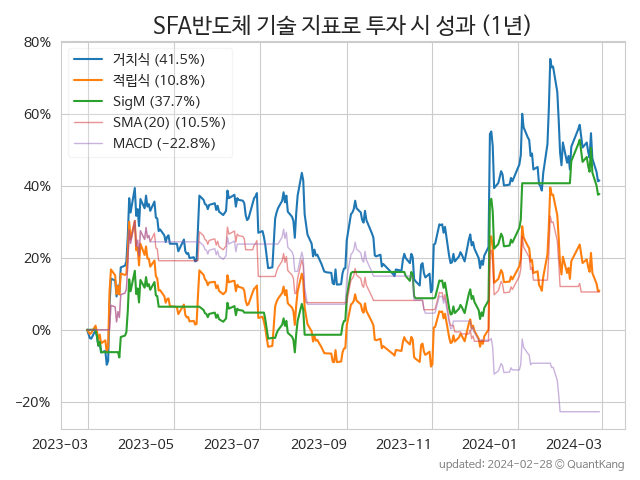 SFA반도체 기술 지표로 투자 시 성과 (1년)
80%
60%
40%
20%
0%
−20%
거치식 (41.5%)
적립식 (10.8%)
SigM (37.7%)
SMA(20) (10.5%)
MACD (−22.8%)
2023−03
2023−05
2023−07
2023−09
2023−11
2024−01
2024−03
updated: 2024-02-28 © QuantKang